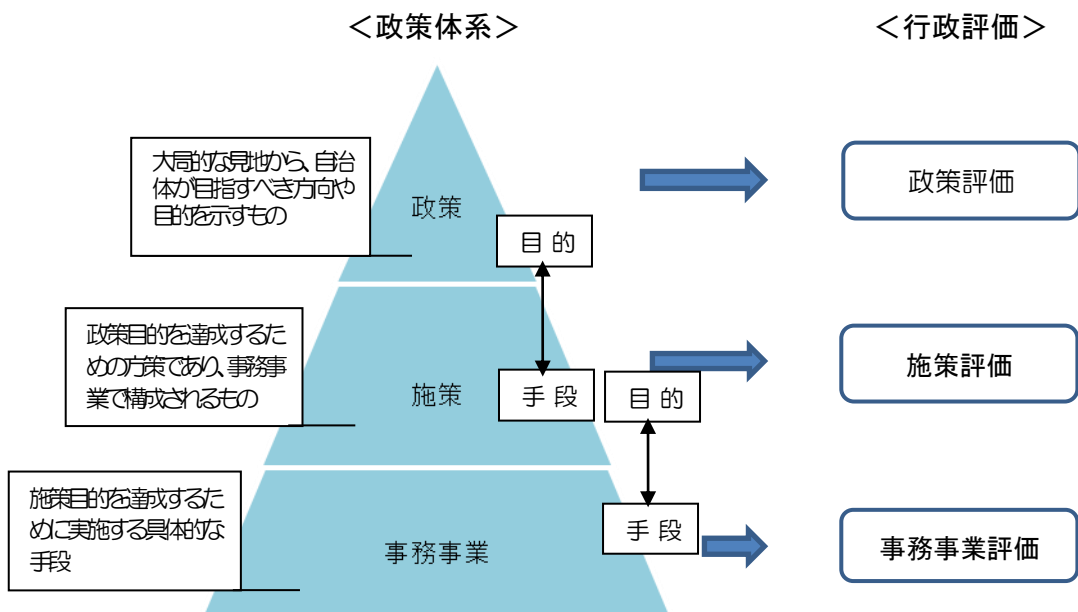 ＜政策体系＞
＜行政評価＞
大局的な見地から、自治
体が目指すべき方向や
目的を示すもの
政策
目 的
政策評価
政策目的を達成するた
めの方策であり、事務事
業で構成されるもの
施策
手 段
目 的
施策評価
施策目的を達成するた
めに実施する具体的な
手段
事務事業
手 段
事務事業評価